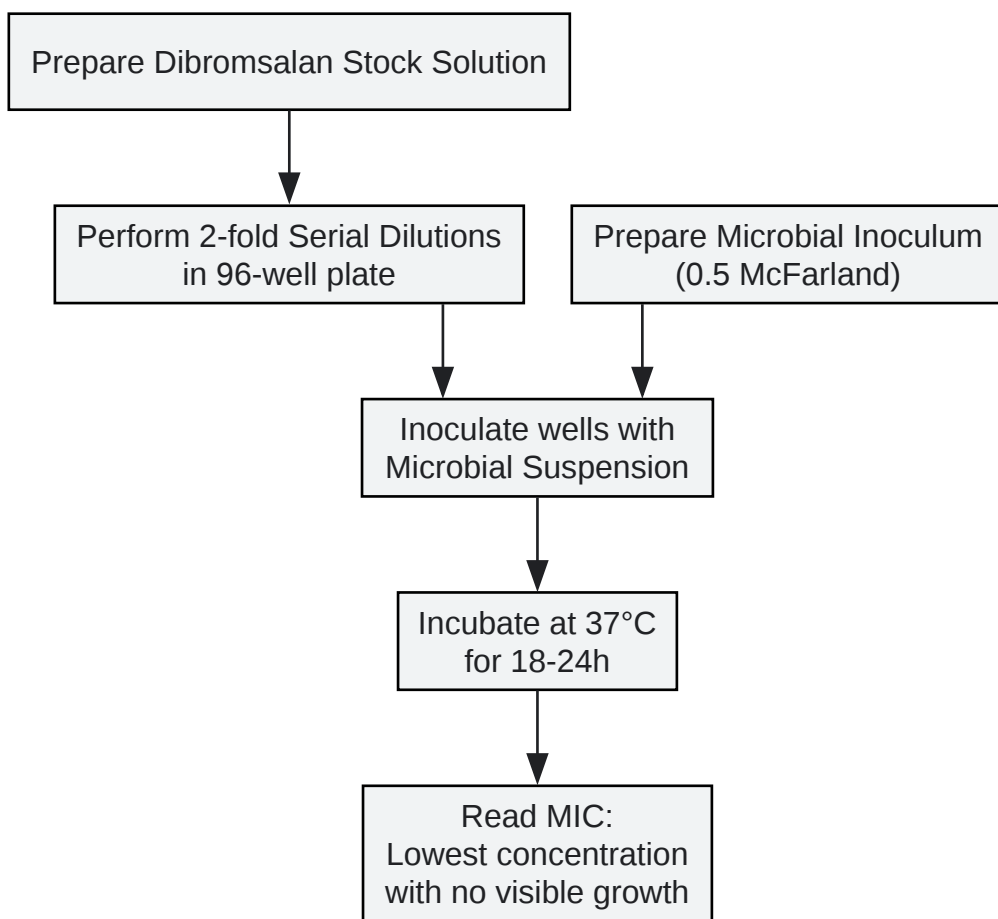 Prepare Dibromsalan Stock Solution
Perform 2-fold Serial Dilutions
in 96-well plate
Prepare Microbial Inoculum
(0.5 McFarland)
Inoculate wells with
Microbial Suspension
Incubate at 37°C
for 18-24h
Read MIC:
Lowest concentration
with no visible growth